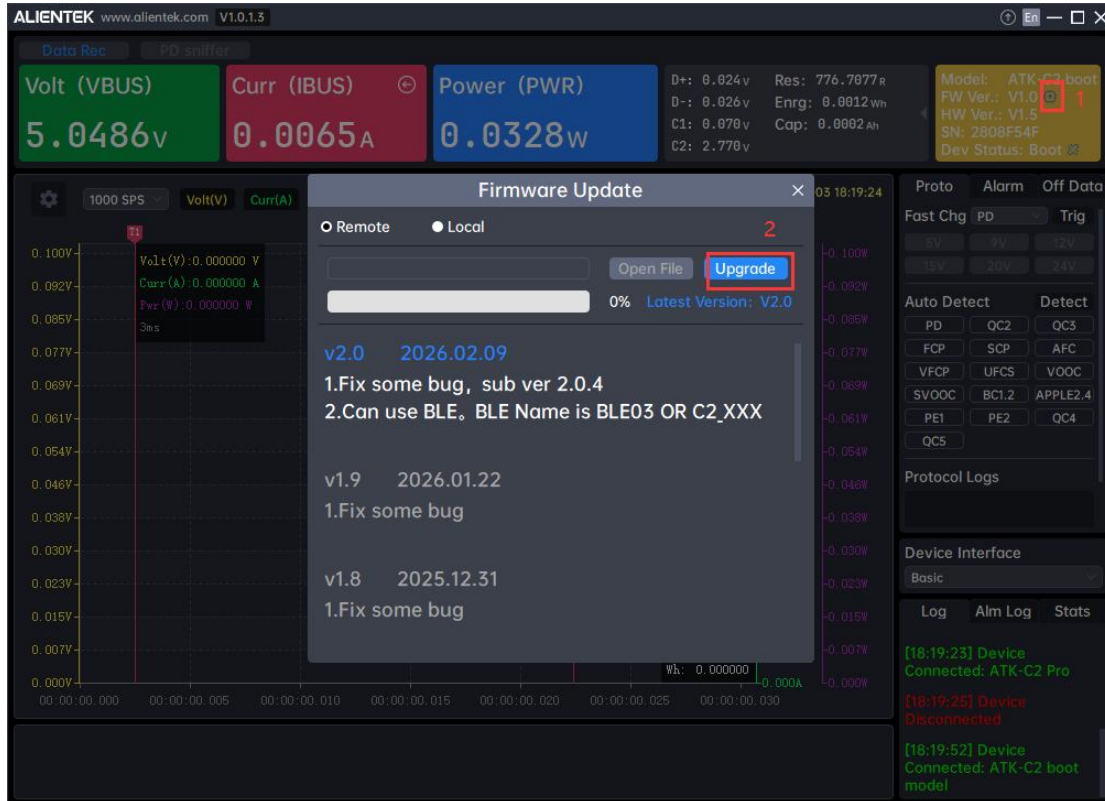 ALIENTEK www.alientek.com V1.0.1.3 En
Data Rec PD sniffer
Volt (VBUS)
5.0486V
Curr (IBUS)
0.0065A
Power (PWR)
0.0328W
D+: 0.024V Res: 776.7077R
D-: 0.026V Enrg: 0.0012Wh
C1: 0.070V Cap: 0.0002Ah
C2: 2.770V
Model: ATK-C2 boot
FW Ver.: V1.0 1
HW Ver.: V1.5
SN: 2808F54F
Dev Status: Boot
1000 SPS Volt(V) Curr(A)
03 18:19:24
T1
Volt(V):0.000000 V
Curr(A):0.000000 A
Pwr(W):0.000000 W
3ms
0.100V
0.092V
0.085V
0.077V
0.069V
0.061V
0.054V
0.046V
0.038V
0.030V
0.023V
0.015V
0.007V
0.000V
Firmware Update
Remote Local 2
Open File Upgrade
0% Latest Version: V2.0
v2.0 2026.02.09
1.Fix some bug，sub ver 2.0.4
2.Can use BLE。BLE Name is BLE03 OR C2_XXX
v1.9 2026.01.22
1.Fix some bug
v1.8 2025.12.31
1.Fix some bug
Wh: 0.000000
0.000A
0.100W
0.092W
0.085W
0.077W
0.069W
0.061W
0.054W
0.046W
0.038W
0.030W
0.023W
0.015W
0.007W
0.000W
00:00:00.000 00:00:00.005 00:00:00.010 00:00:00.015 00:00:00.020 00:00:00.025 00:00:00.030
Proto Alarm Off Data
Fast Chg PD Trig
5V 9V 12V
15V 20V 24V
Auto Detect Detect
PD QC2 QC3
FCP SCP AFC
VFCP UFCS VOOC
SVOOC BC1.2 APPLE2.4
PE1 PE2 QC4
QC5
Protocol Logs
Device Interface
Basic
Log Alm Log Stats
[18:19:23] Device
Connected: ATK-C2 Pro
[18:19:25] Device
Disconnected
[18:19:52] Device
Connected: ATK-C2 boot
model